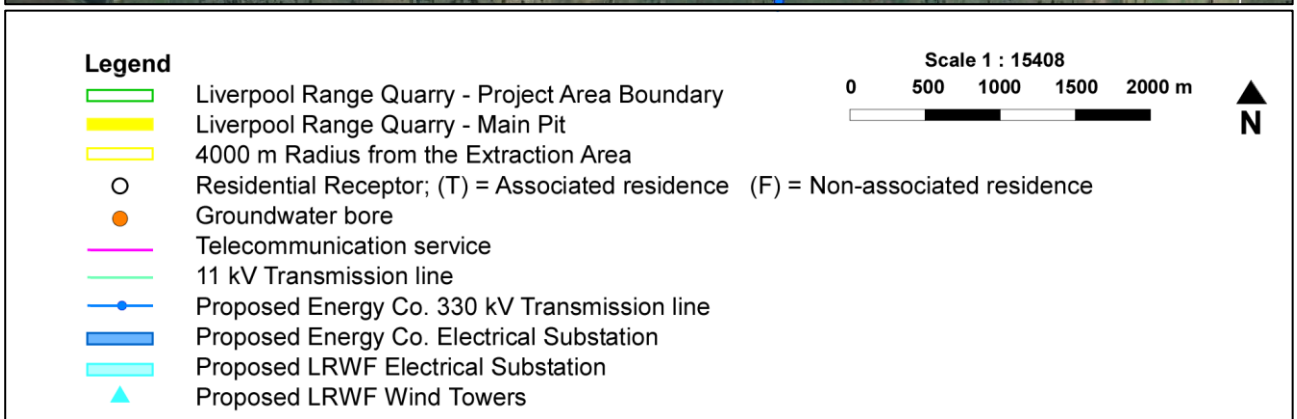 Legend
Liverpool Range Quarry - Project Area Boundary
Liverpool Range Quarry - Main Pit
4000 m Radius from the Extraction Area
Residential Receptor; (T) = Associated residence (F) = Non-associated residence
Groundwater bore
Telecommunication service
11 kV Transmission line
Proposed Energy Co. 330 kV Transmission line
Proposed Energy Co. Electrical Substation
Proposed LRWF Electrical Substation
Proposed LRWF Wind Towers
Scale 1 : 15408
0 500 1000 1500 2000 m
N